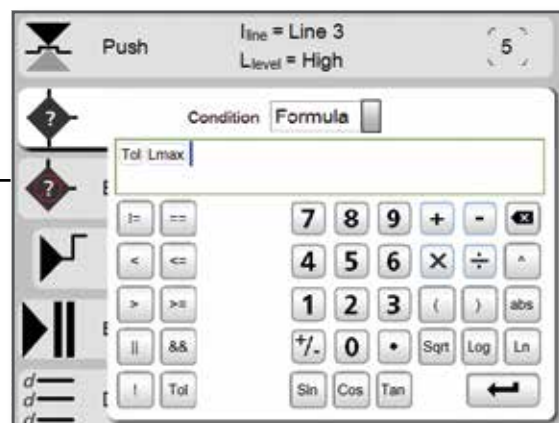 Push
Iline = Line 3
Llevel = High
5
?
Condition Formula
Tol Lmax
?
!= == 7 8 9 + -
< <= 4 5 6 × ÷ ^
> >= 1 2 3 ( ) abs
|| && +/- 0 • Sqrt Log Ln
! Tol Sin Cos Tan
d
d
d